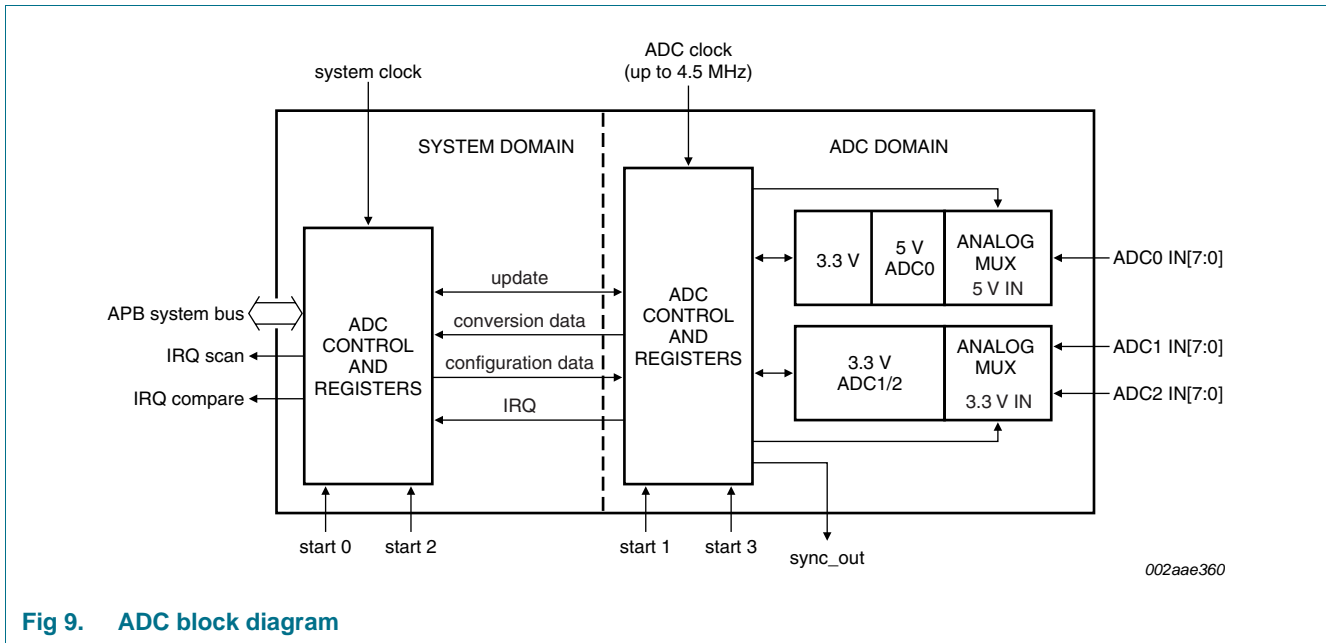 ADC clock
(up to 4.5 MHz)
system clock
SYSTEM DOMAIN
ADC DOMAIN
APB system bus
IRQ scan
IRQ compare
ADC
CONTROL
AND
REGISTERS
update
conversion data
configuration data
IRQ
ADC
CONTROL
AND
REGISTERS
3.3 V
5 V
ADC0
ANALOG
MUX
5 V IN
ADC0 IN[7:0]
3.3 V
ADC1/2
ANALOG
MUX
3.3 V IN
ADC1 IN[7:0]
ADC2 IN[7:0]
start 0
start 2
start 1
start 3
sync_out
002aae360
Fig 9. ADC block diagram